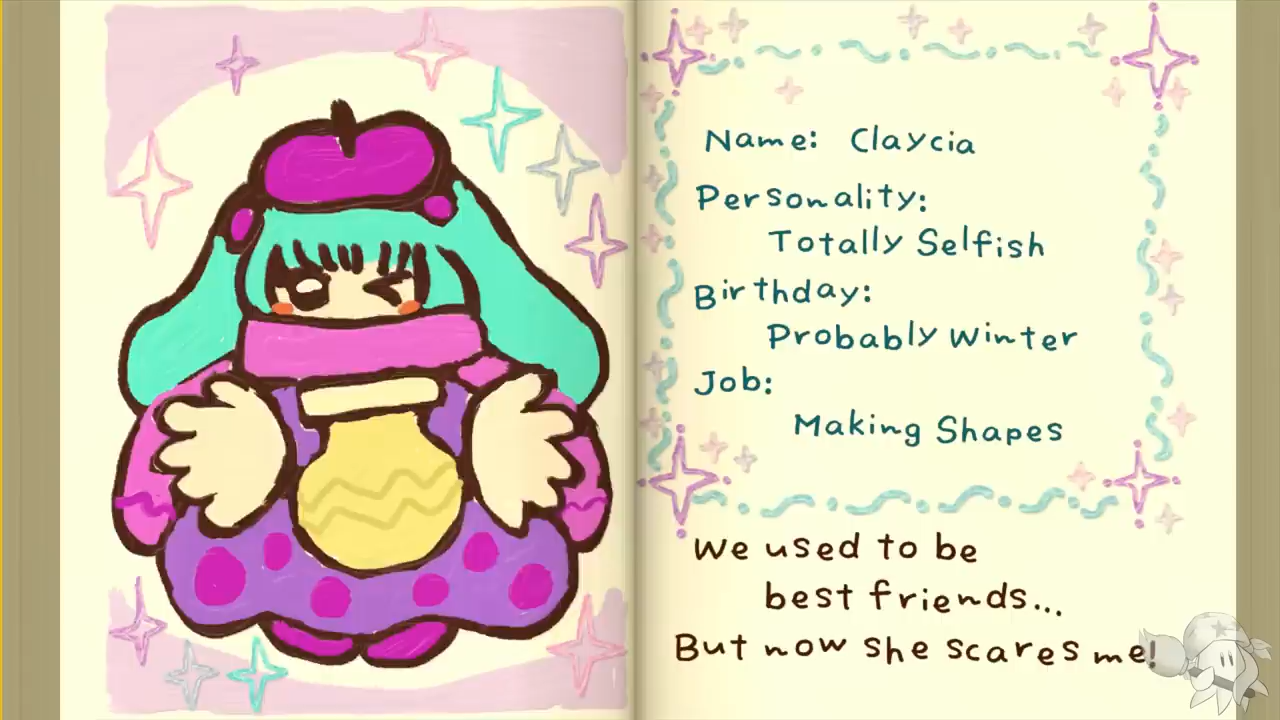 Name: Claycia
Personality:
Totally Selfish
Birthday:
Probably Winter
Job:
Making Shapes
We used to be
best friends...
But now she scares me!